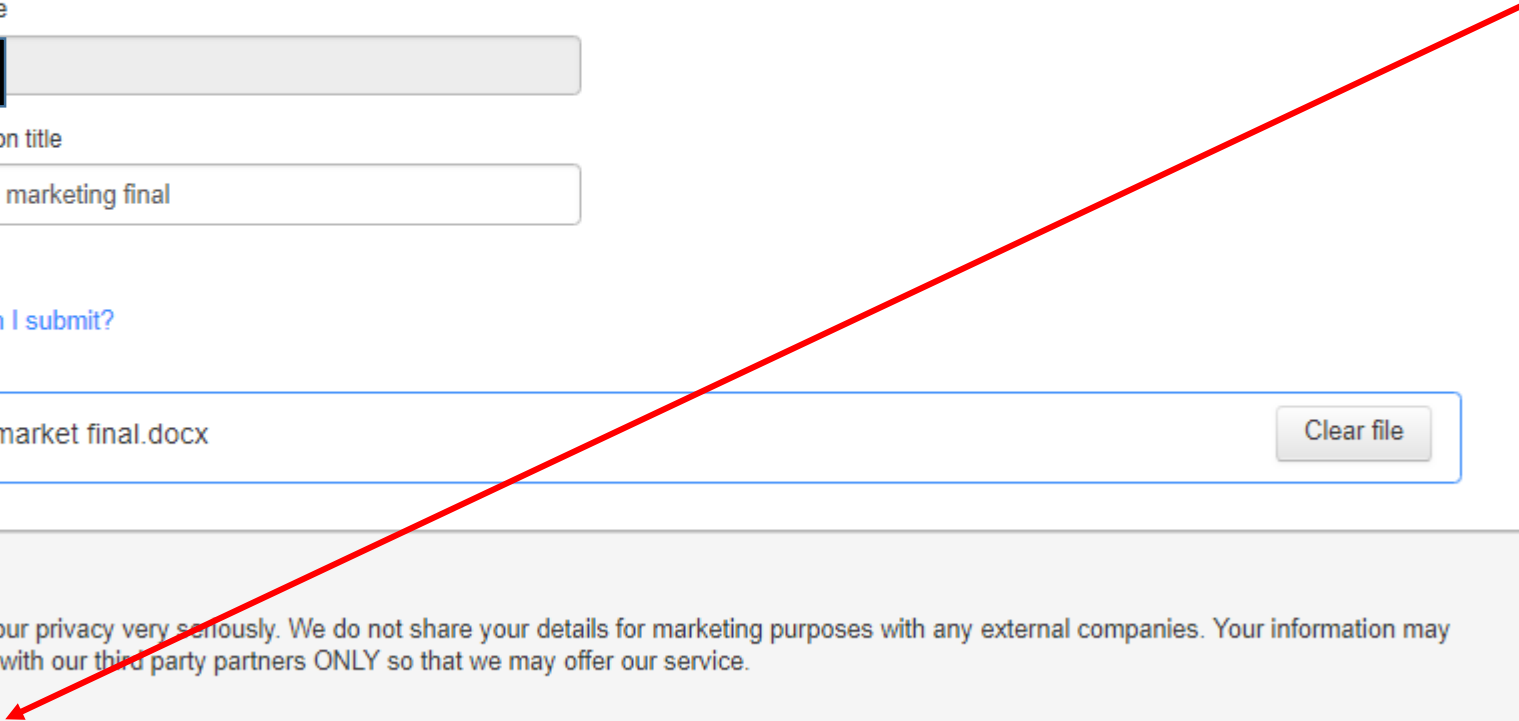 on title
marketing final
I submit?
market final.docx
Clear file
our privacy very seriously. We do not share your details for marketing purposes with any external companies. Your information may
with our third party partners ONLY so that we may offer our service.